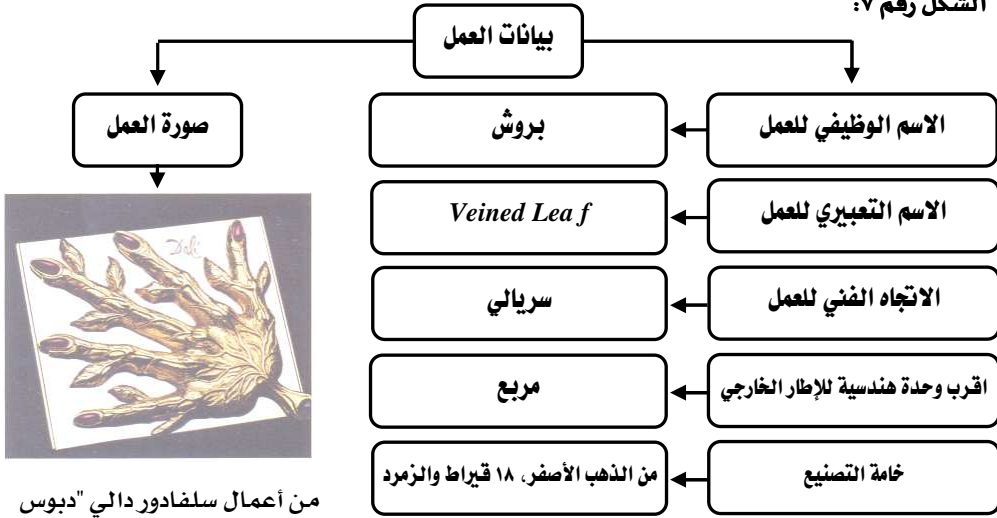 الشكل رقم ٧:
بيانات العمل
الاسم الوظيفي للعمل
بروش
صورة العمل
الاسم التعبيري للعمل
Veined Lea f
الاتجاه الفني للعمل
سريالي
اقرب وحدة هندسية للإطار الخارجي
مربع
خامة التصنيع
من الذهب الأصفر، ١٨ قيراط والزمرد
Dalí
من أعمال سلفادور دالي "دبوس